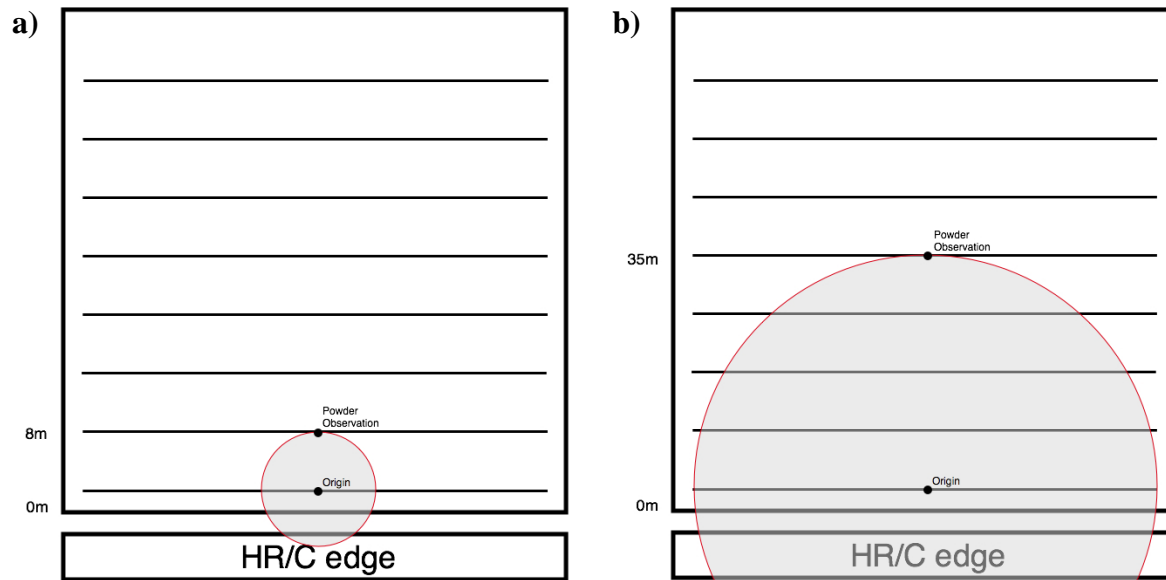 a)
Powder
Observation
8m
Origin
0m
HR/C edge
b)
Powder
Observation
35m
Origin
0m
HR/C edge